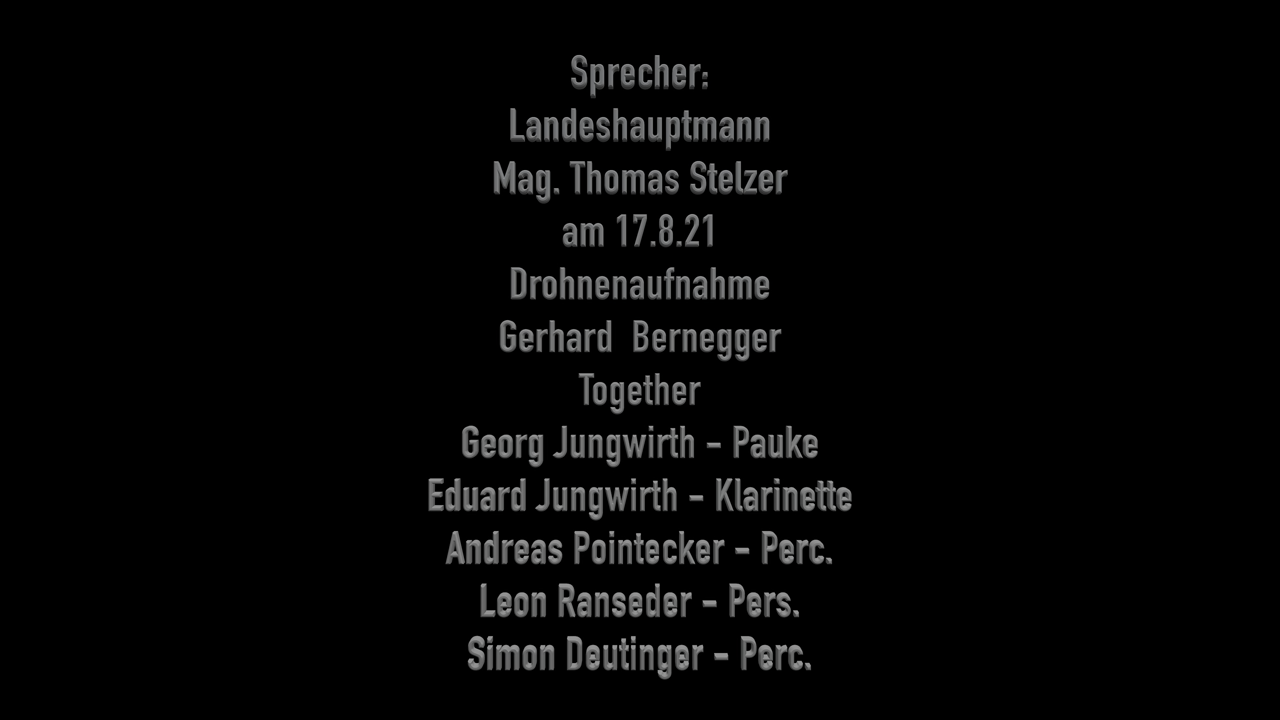 Sprecher:
Landeshauptmann
Mag. Thomas Stelzer
am 17.8.21
Drohnenaufnahme
Gerhard  Bernegger
Together
Georg Jungwirth - Pauke
Eduard Jungwirth - Klarinette
Andreas Pointecker - Perc.
Leon Ranseder - Pers.
Simon Deutinger - Perc.